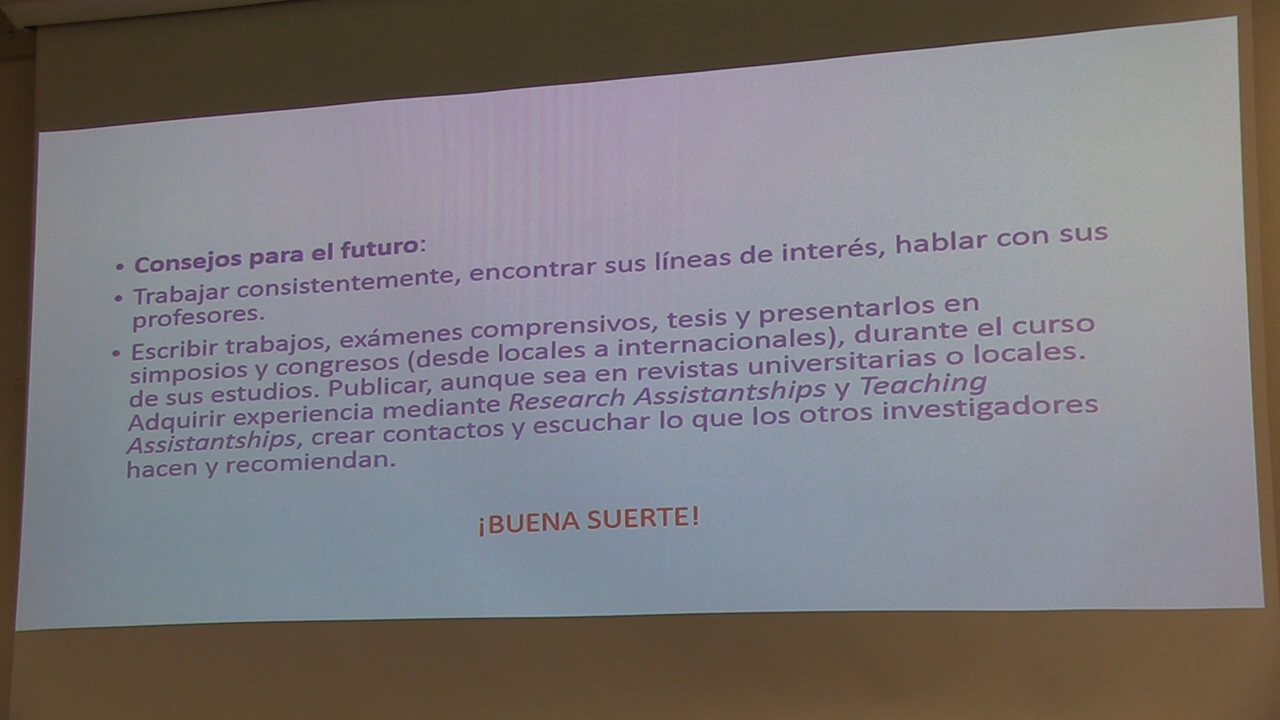 • Consejos para el futuro:
• Trabajar consistentemente, encontrar sus líneas de interés, hablar con sus
profesores.
• Escribir trabajos, exámenes comprensivos, tesis y presentarlos en
simposios y congresos (desde locales a internacionales), durante el curso
de sus estudios. Publicar, aunque sea en revistas universitarias o locales.
Adquirir experiencia mediante Research Assistantships y Teaching
Assistantships, crear contactos y escuchar lo que los otros investigadores
hacen y recomiendan.
¡BUENA SUERTE!